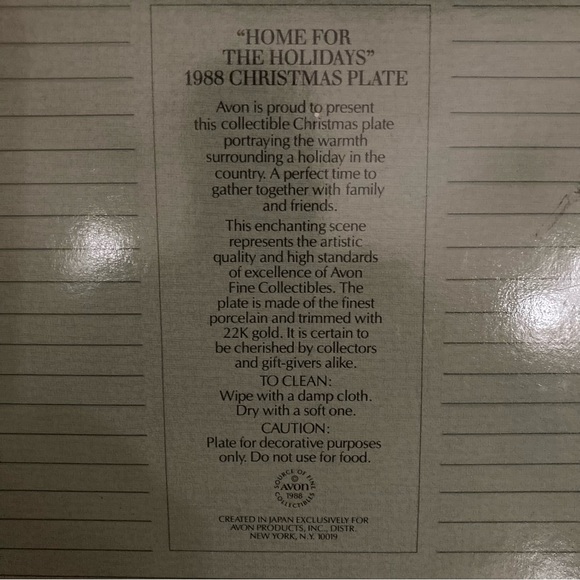 “HOME FOR
THE HOLIDAYS”
1988 CHRISTMAS PLATE
Avon is proud to present
this collectible Christmas plate
portraying the warmth
surrounding a holiday in the
country. A perfect time to
gather together with family
and friends.
This enchanting scene
represents the artistic
quality and high standards
of excellence of Avon
Fine Collectibles. The
plate is made of the finest
porcelain and trimmed with
22K gold. It is certain to
be cherished by collectors
and gift-givers alike.
TO CLEAN:
Wipe with a damp cloth.
Dry with a soft one.
CAUTION:
Plate for decorative purposes
only. Do not use for food.
SOURCE OF FINE
©
AVON
1988
COLLECTIBLES
CREATED IN JAPAN EXCLUSIVELY FOR
AVON PRODUCTS, INC., DISTR.
NEW YORK, N.Y. 10019